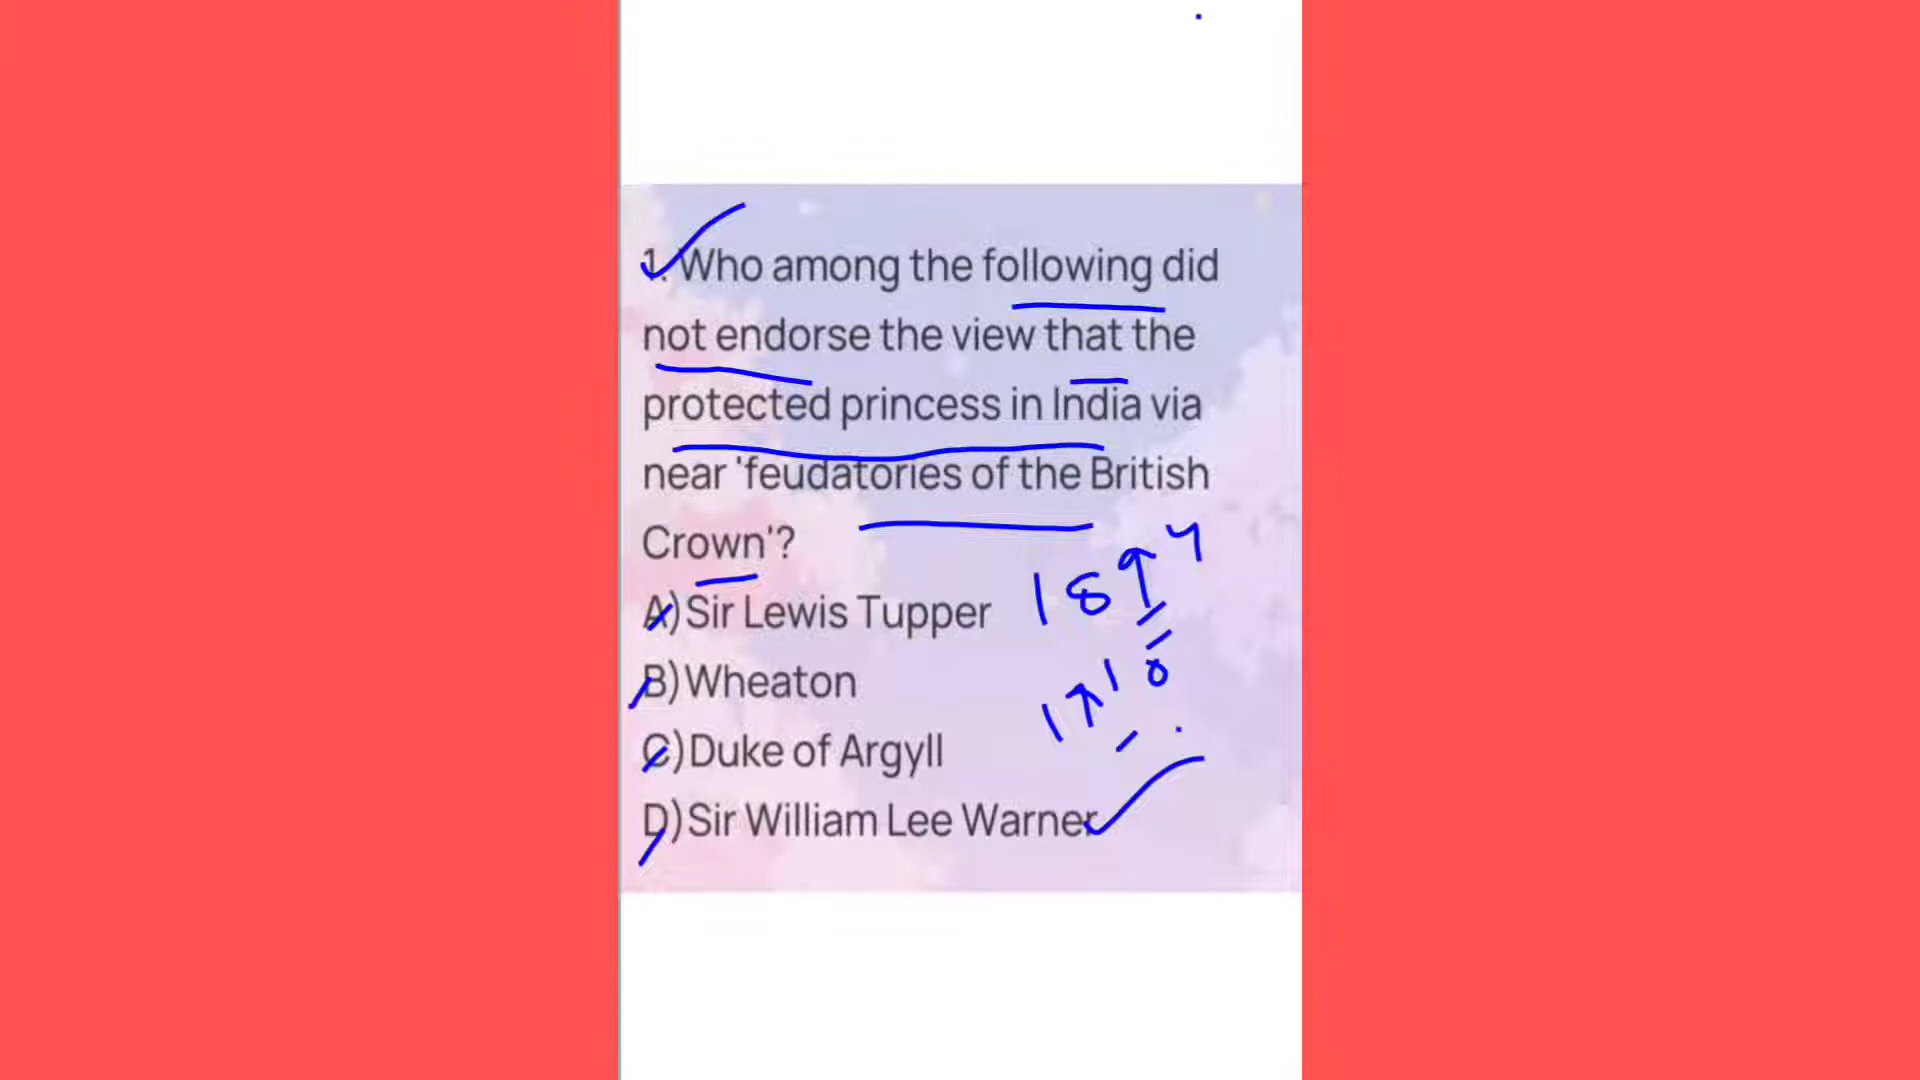 1. Who among the following did
not endorse the view that the
protected princess in India via
near 'feudatories of the British
Crown'?
A)Sir Lewis Tupper
1894
B)Wheaton
1910
C)Duke of Argyll
D)Sir William Lee Warner